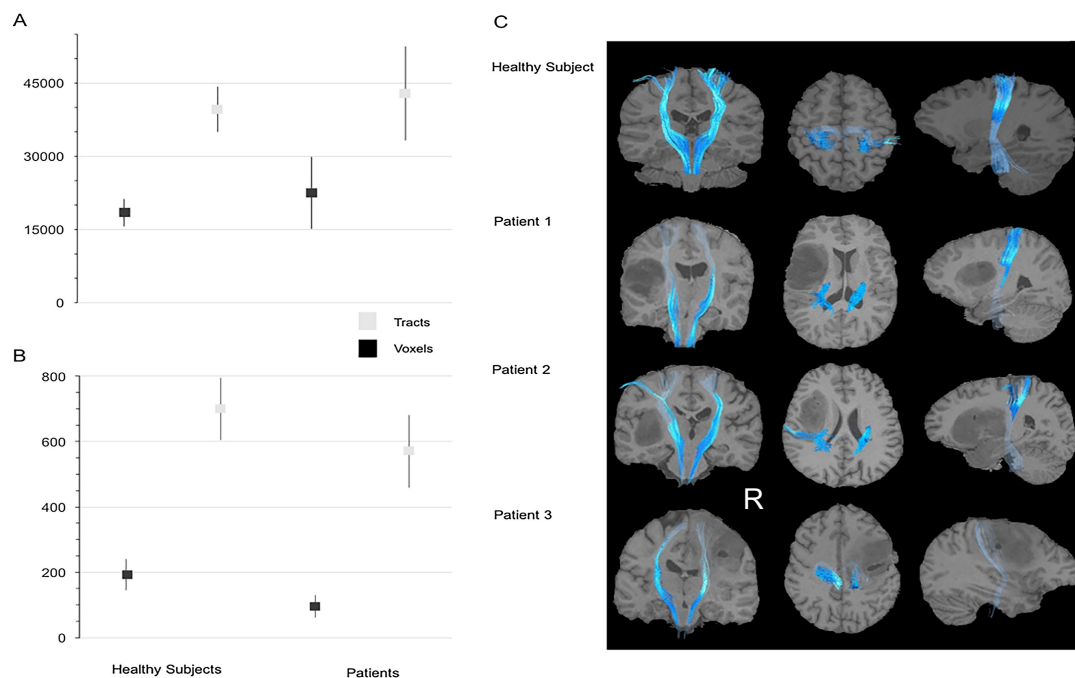 A
45000
30000
15000
0
Tracts
Voxels
B
800
600
400
200
0
Healthy Subjects
Patients
C
Healthy Subject
Patient 1
Patient 2
R
Patient 3